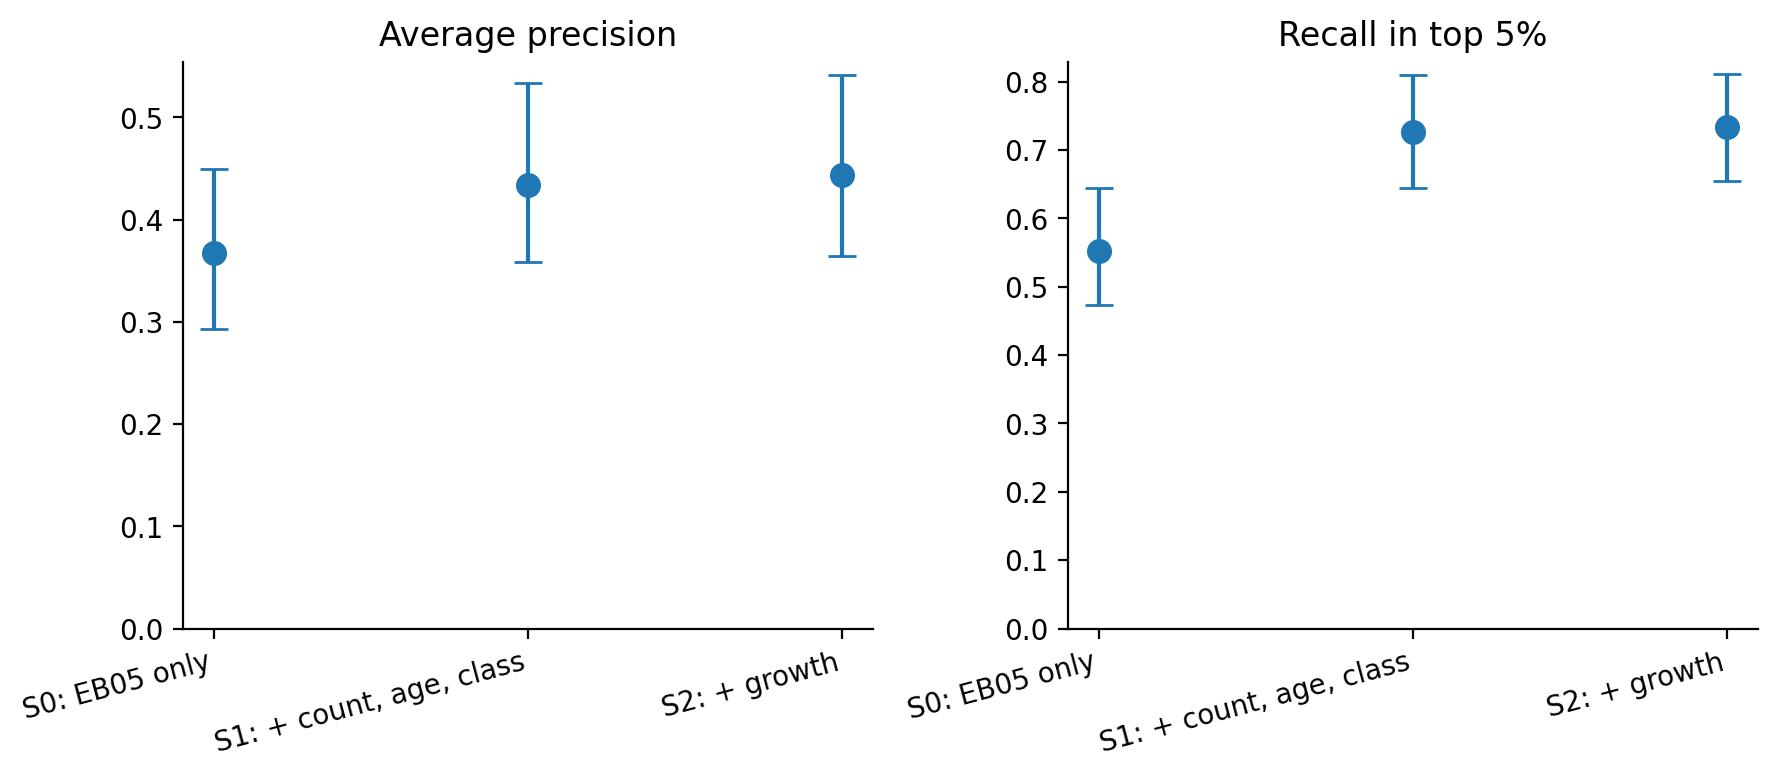 Average precision
0.5
0.4
0.3
0.2
0.1
0.0
S0: EB05 only
S1: + count, age, class
S2: + growth
Recall in top 5%
0.8
0.7
0.6
0.5
0.4
0.3
0.2
0.1
0.0
S0: EB05 only
S1: + count, age, class
S2: + growth